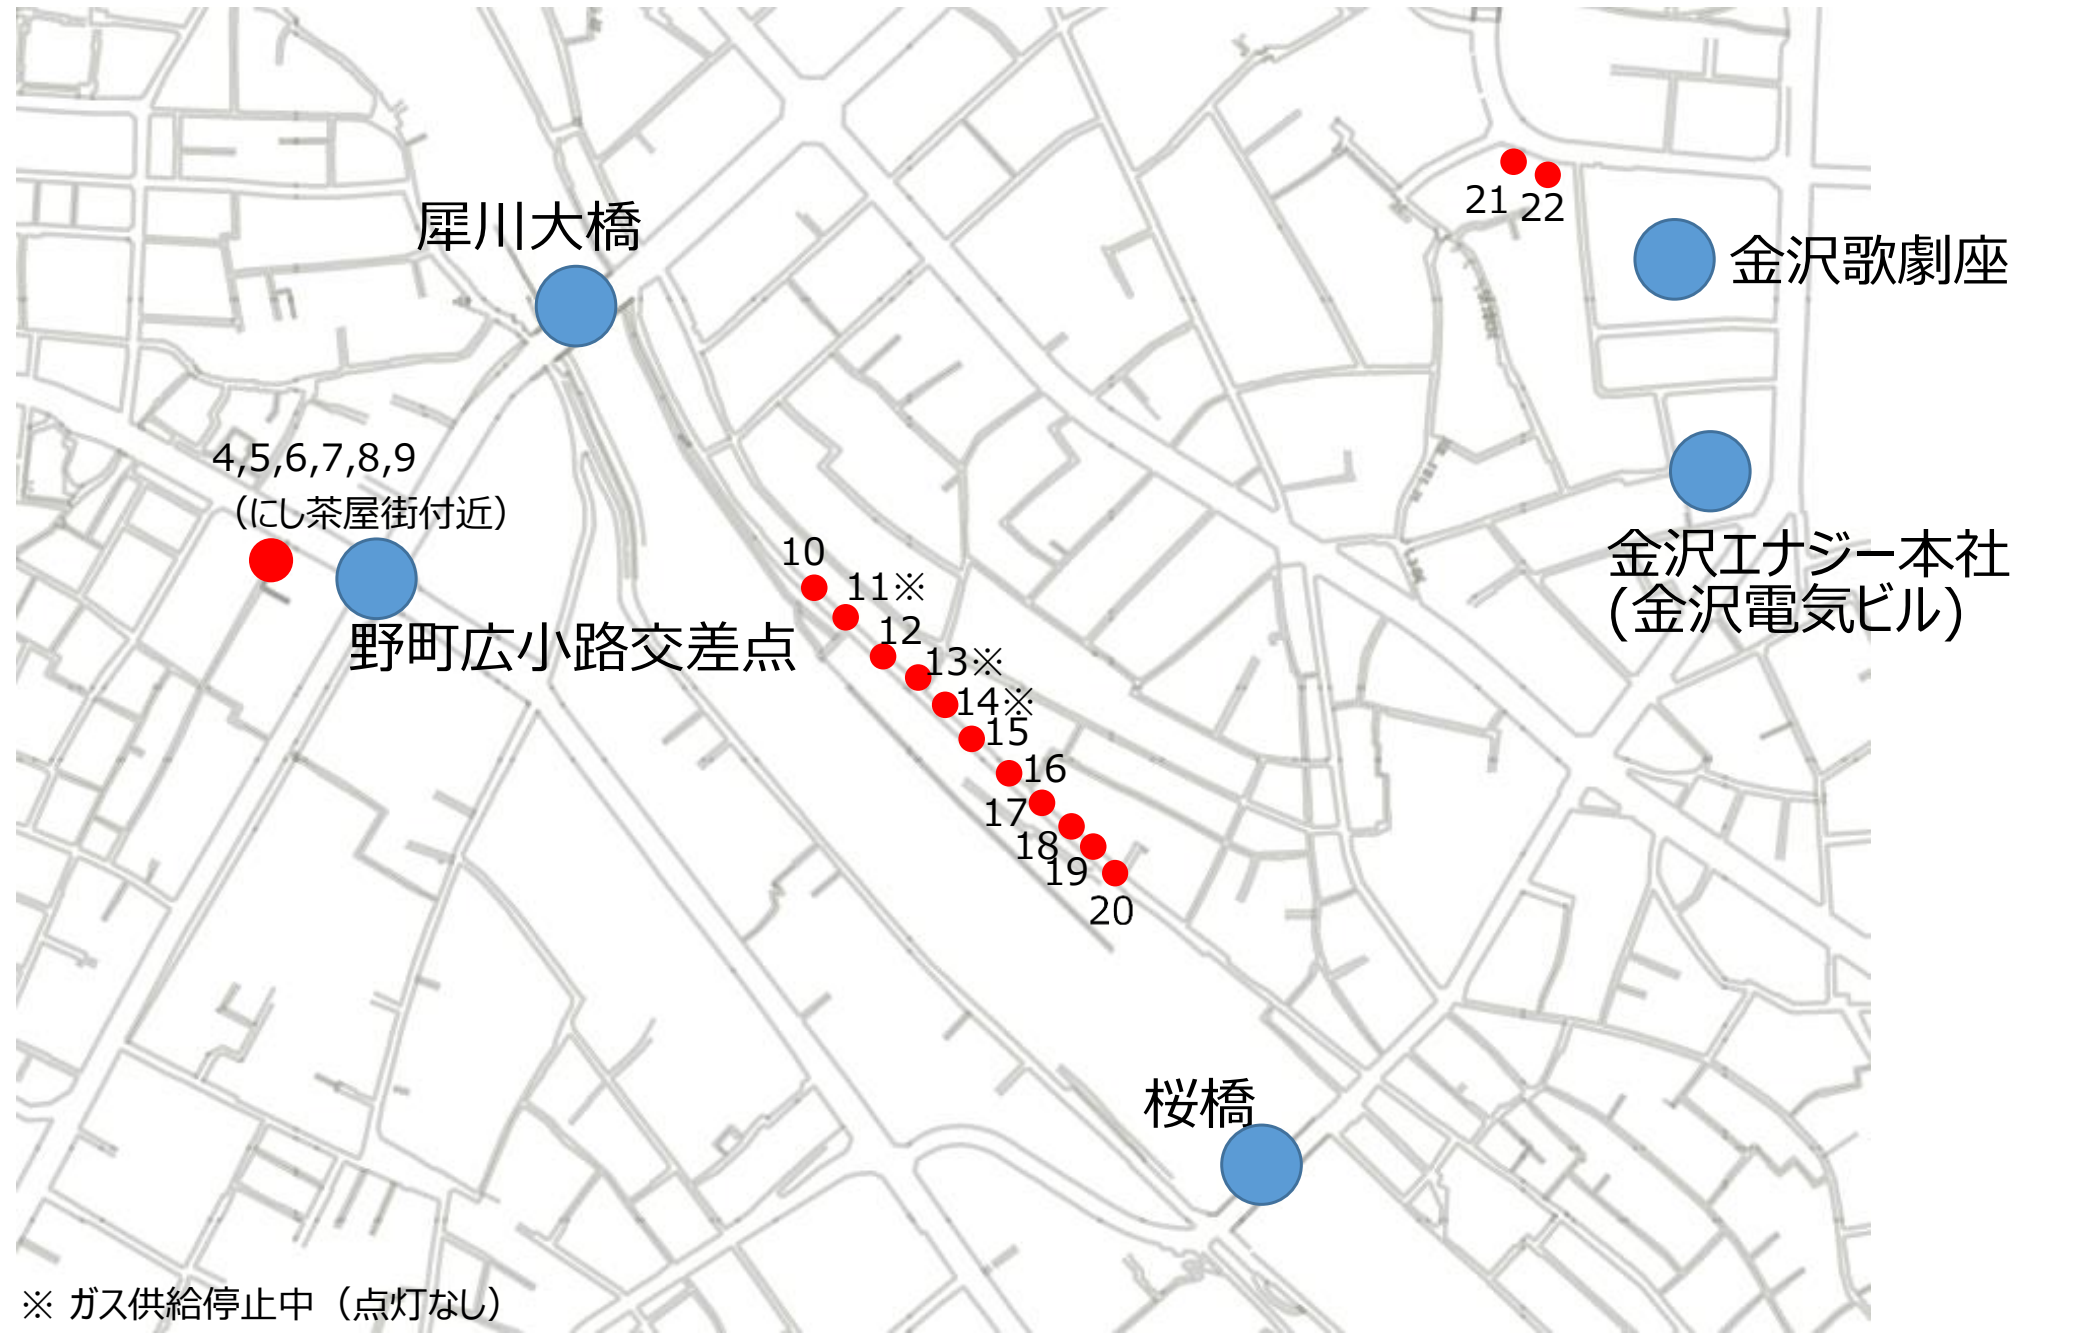 犀川大橋
21
22
金沢歌劇座
4,5,6,7,8,9
（にし茶屋街付近）
野町広小路交差点
金沢エナジー本社
(金沢電気ビル)
10
11※
12
13※
14※
15
16
17
18
19
20
桜橋
※ ガス供給停止中（点灯なし）